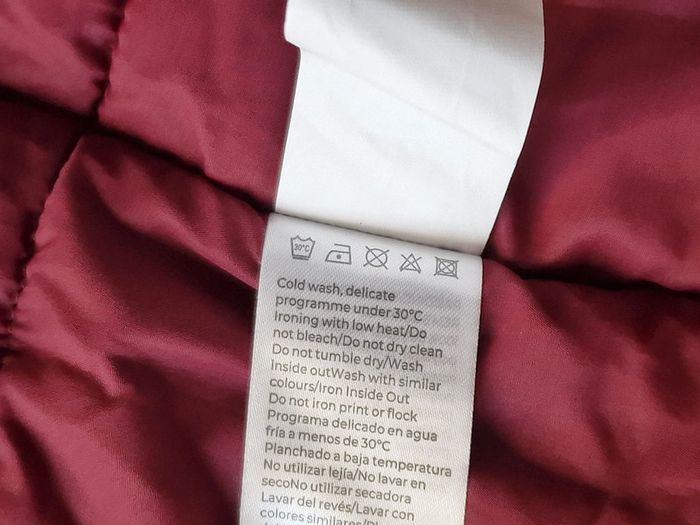 30°C
Cold wash, delicate
programme under 30°C
Ironing with low heat/Do
not bleach/Do not dry clean
Do not tumble dry/Wash
Inside outWash with similar
colours/Iron Inside Out
Do not iron print or flock
Programa delicado en agua
fría a menos de 30°C
Planchado a baja temperatura
No utilizar lejía/No lavar en
secoNo utilizar secadora
Lavar del revés/Lavar con
colores similares/